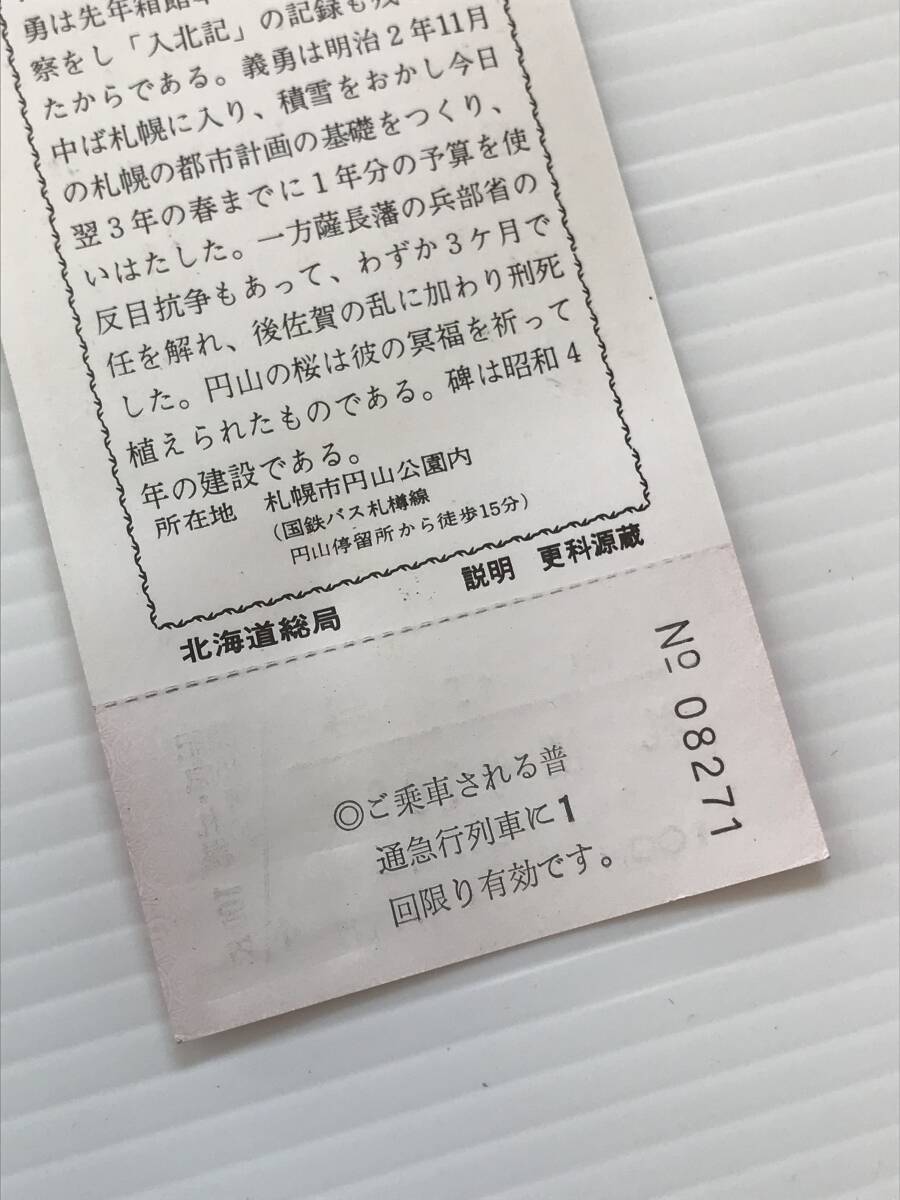 勇は先年箱館
察をし「入北記」の記録も残
たからである。義勇は明治2年11月
中ば札幌に入り、積雪をおかし今日
の札幌の都市計画の基礎をつくり、
翌3年の春までに1年分の予算を使
いはたした。一方薩長藩の兵部省の
反目抗争もあって、わずか3ケ月で
任を解れ、後佐賀の乱に加わり刑死
した。円山の桜は彼の冥福を祈って
植えられたものである。碑は昭和4
年の建設である。
所在地 札幌市円山公園内
(国鉄バス札樽線
円山停留所から徒歩15分)
北海道総局 説明 更科源蔵
№ 08271
◎ご乗車される普
通急行列車に1
回限り有効です。